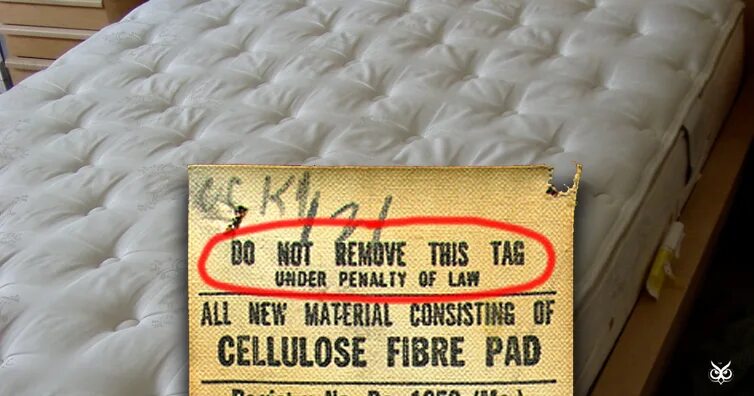 DO NOT REMOVE THIS TAG
UNDER PENALTY OF LAW
ALL NEW MATERIAL CONSISTING OF
CELLULOSE FIBRE PAD